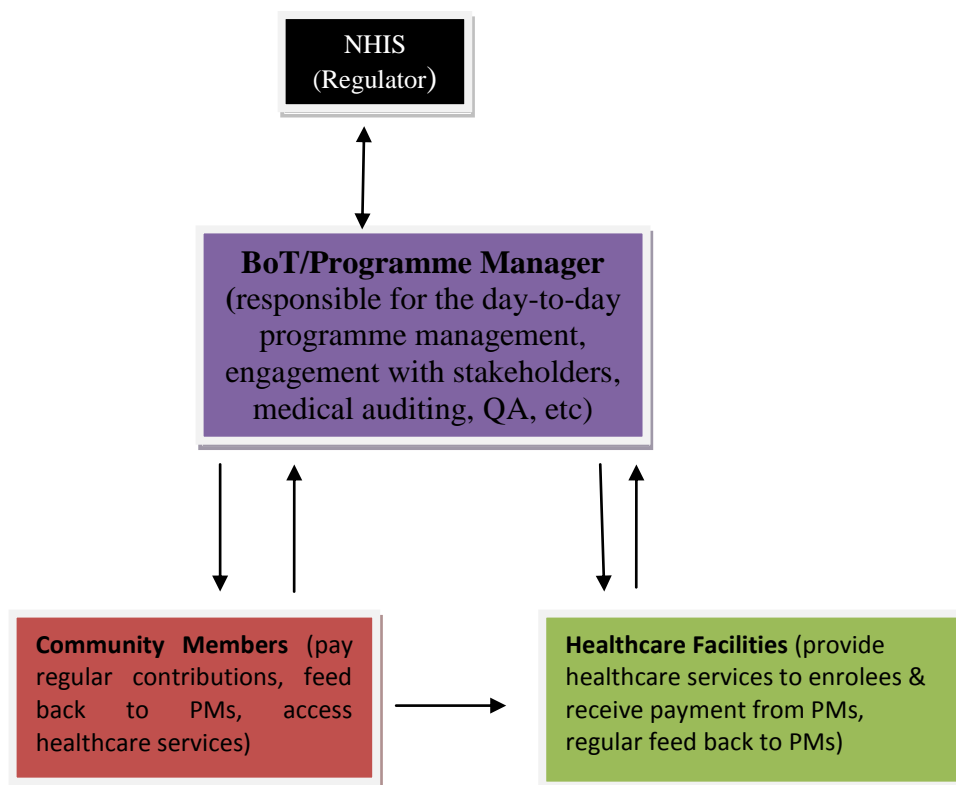 NHIS
(Regulator)
BoT/Programme Manager
(responsible for the day-to-day
programme management,
engagement with stakeholders,
medical auditing, QA, etc)
Community Members (pay
regular contributions, feed
back to PMs, access
healthcare services)
Healthcare Facilities (provide
healthcare services to enrolees &
receive payment from PMs,
regular feed back to PMs)